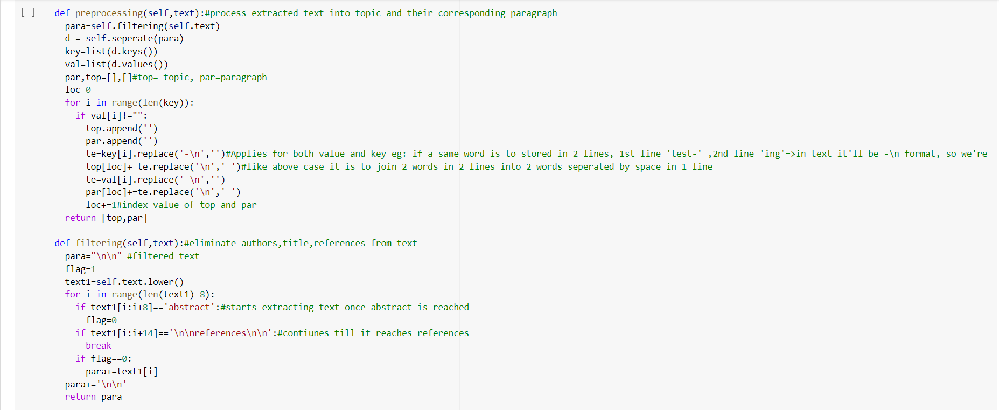 [ ] def preprocessing(self,text):#process extracted text into topic and their corresponding paragraph
para=self.filtering(self.text)
d = self.seperate(para)
key=list(d.keys())
val=list(d.values())
par,top=[],[]#top= topic, par=paragraph
loc=0
for i in range(len(key)):
if val[i]!="":
top.append('')
par.append('')
te=key[i].replace('-\n','')#Applies for both value and key eg: if a same word is to stored in 2 lines, 1st line 'test-' ,2nd line 'ing'=>in text it'll be -\n format, so we're
top[loc]+=te.replace('\n',' ')#like above case it is to join 2 words in 2 lines into 2 words seperated by space in 1 line
te=val[i].replace('-\n','')
par[loc]+=te.replace('\n',' ')
loc+=1#index value of top and par
return [top,par]
def filtering(self,text):#eliminate authors,title,references from text
para="\n\n" #filtered text
flag=1
text1=self.text.lower()
for i in range(len(text1)-8):
if text1[i:i+8]=='abstract':#starts extracting text once abstract is reached
flag=0
if text1[i:i+14]=='\n\nreferences\n\n':#contiunes till it reaches references
break
if flag==0:
para+=text1[i]
para+='\n\n'
return para